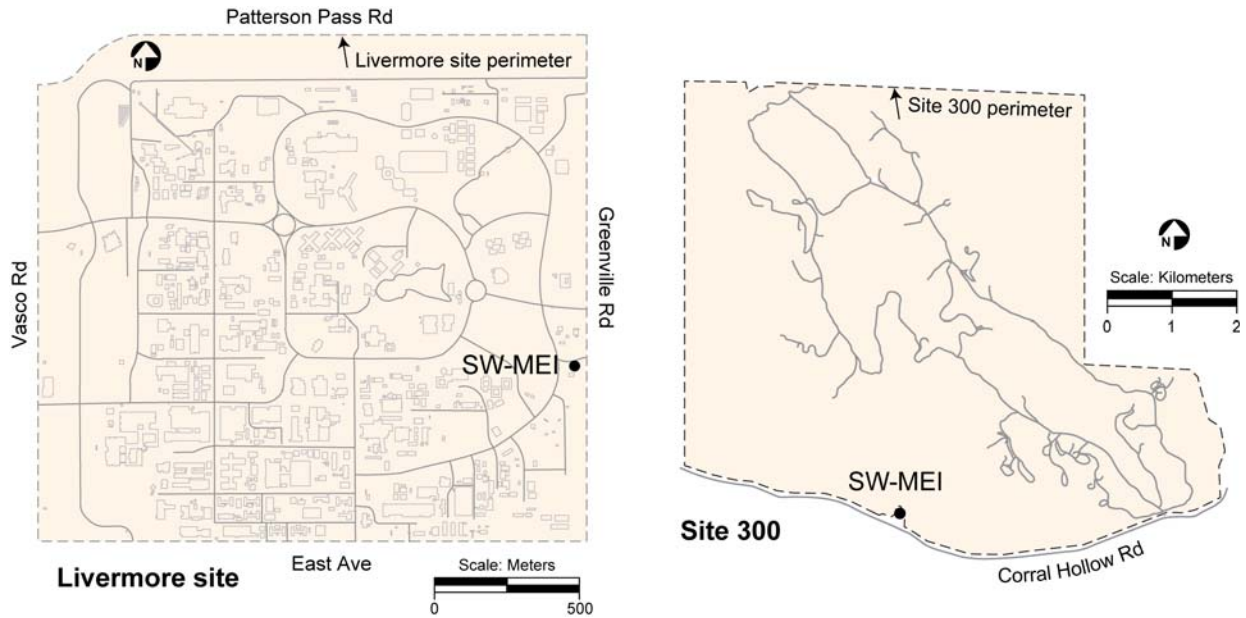 Patterson Pass Rd
N
Livermore site perimeter
Vasco Rd
Greenville Rd
SW-MEI
East Ave
Livermore site
Scale: Meters
0
500
Site 300 perimeter
N
Scale: Kilometers
0
1
2
SW-MEI
Site 300
Corral Hollow Rd